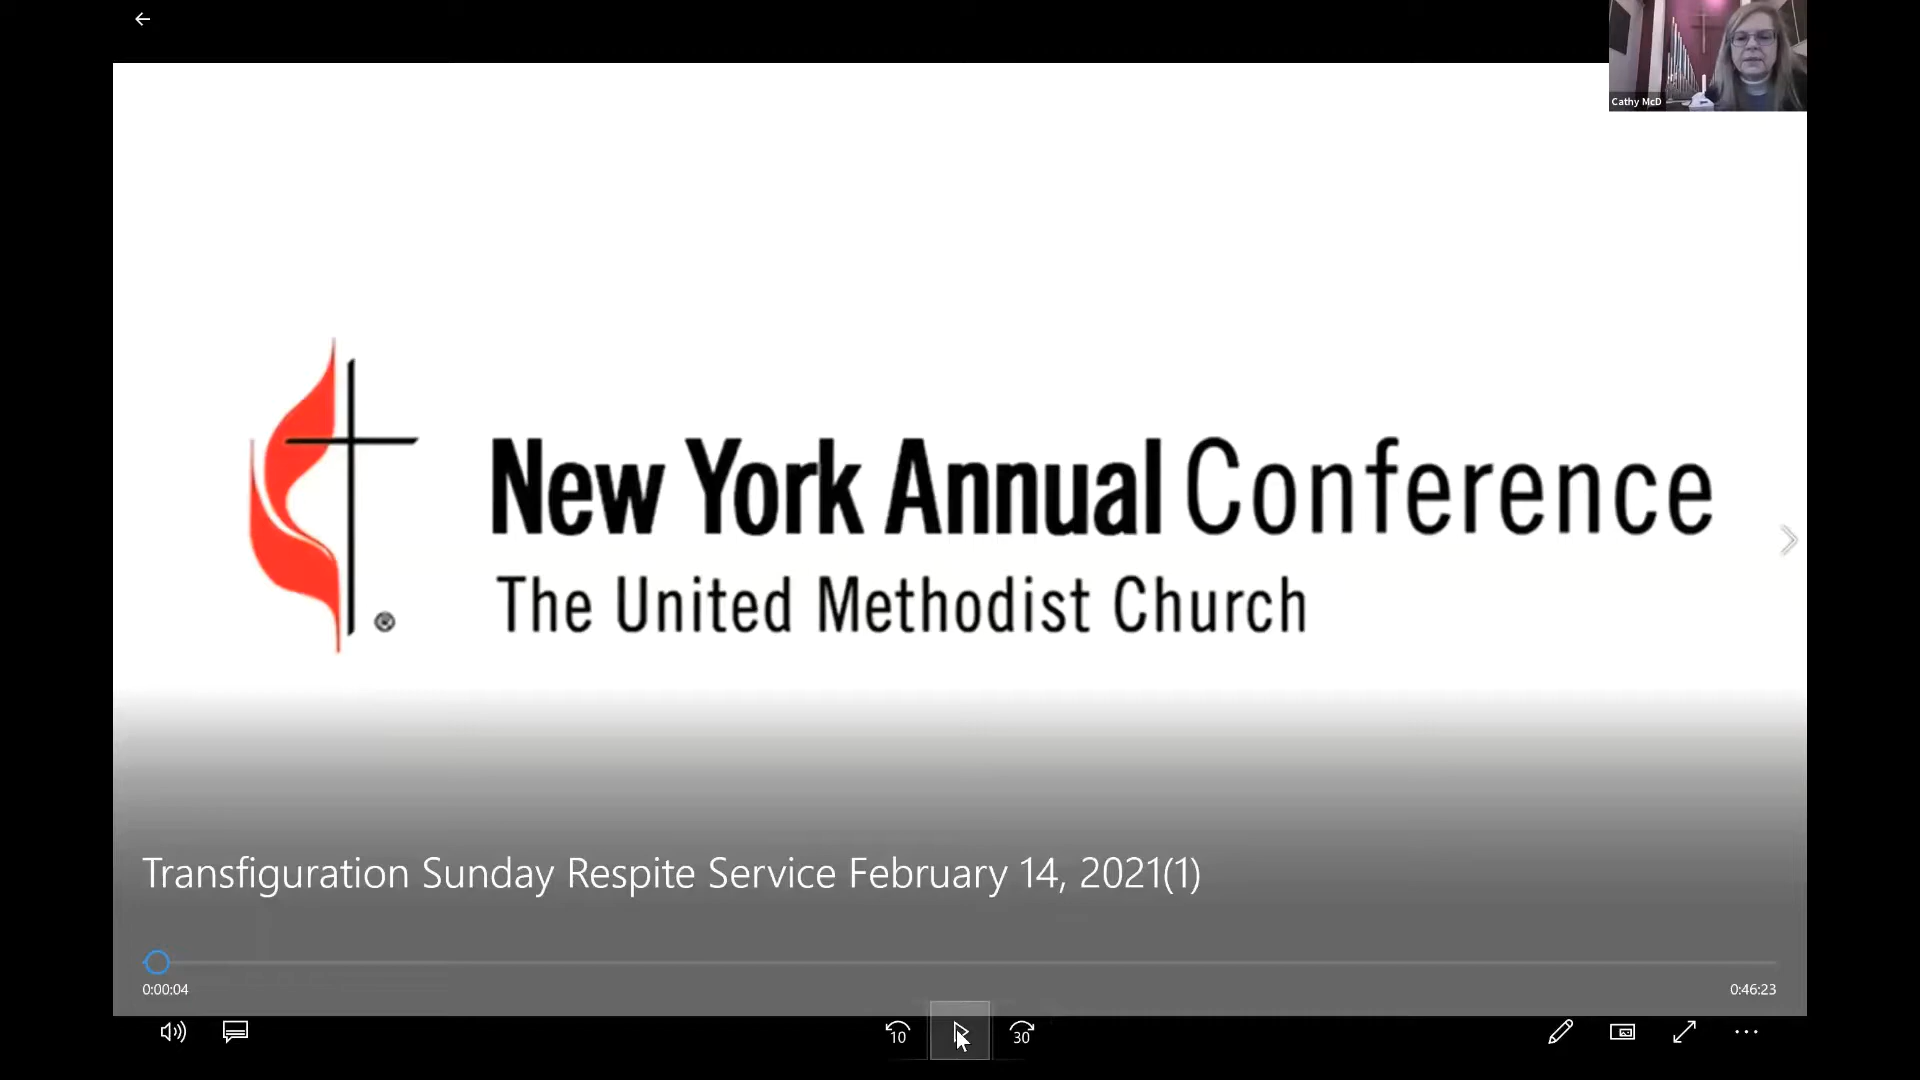 Cathy McD
New York Annual Conference
The United Methodist Church
®
Transfiguration Sunday Respite Service February 14, 2021(1)
0:00:04
0:46:23
10
30